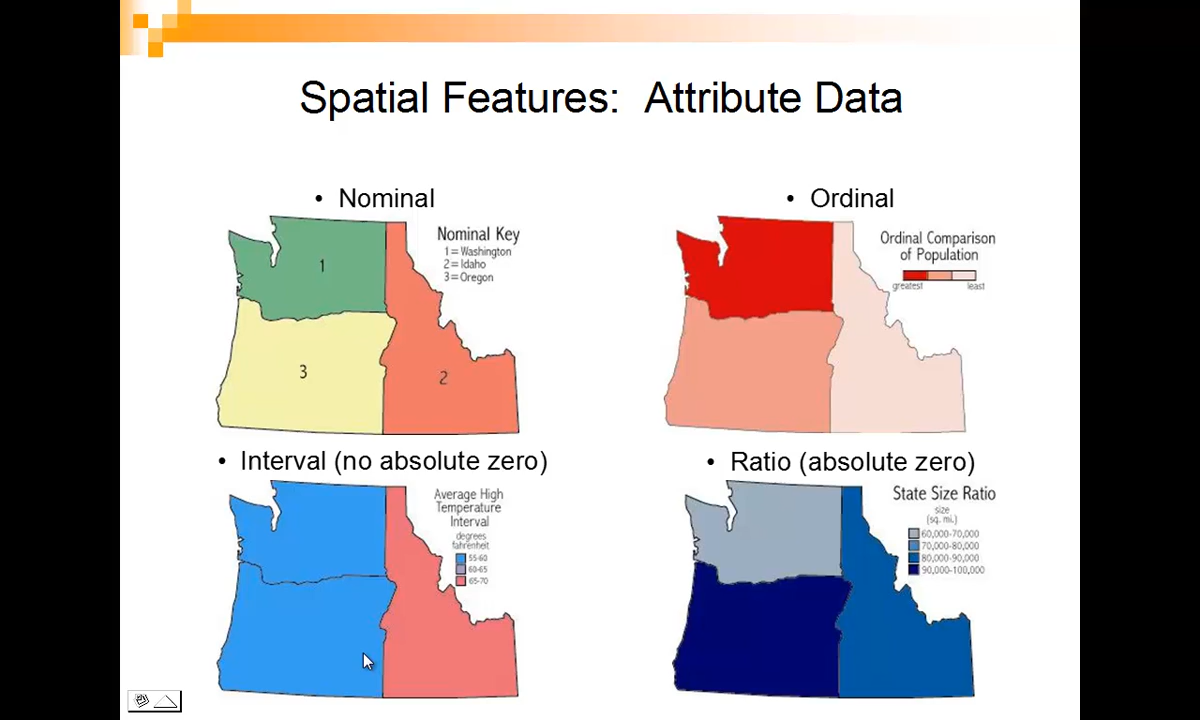 Spatial Features: Attribute Data
• Nominal
Nominal Key
1=Washington
2=Idaho
3=Oregon
1
3
2
• Ordinal
Ordinal Comparison
of Population
greatest least
• Interval (no absolute zero)
Average High
Temperature
Interval
degrees
fahrenheit
55-60
60-65
65-70
• Ratio (absolute zero)
State Size Ratio
size
(sq. mi.)
60,000-70,000
70,000-80,000
80,000-90,000
90,000-100,000